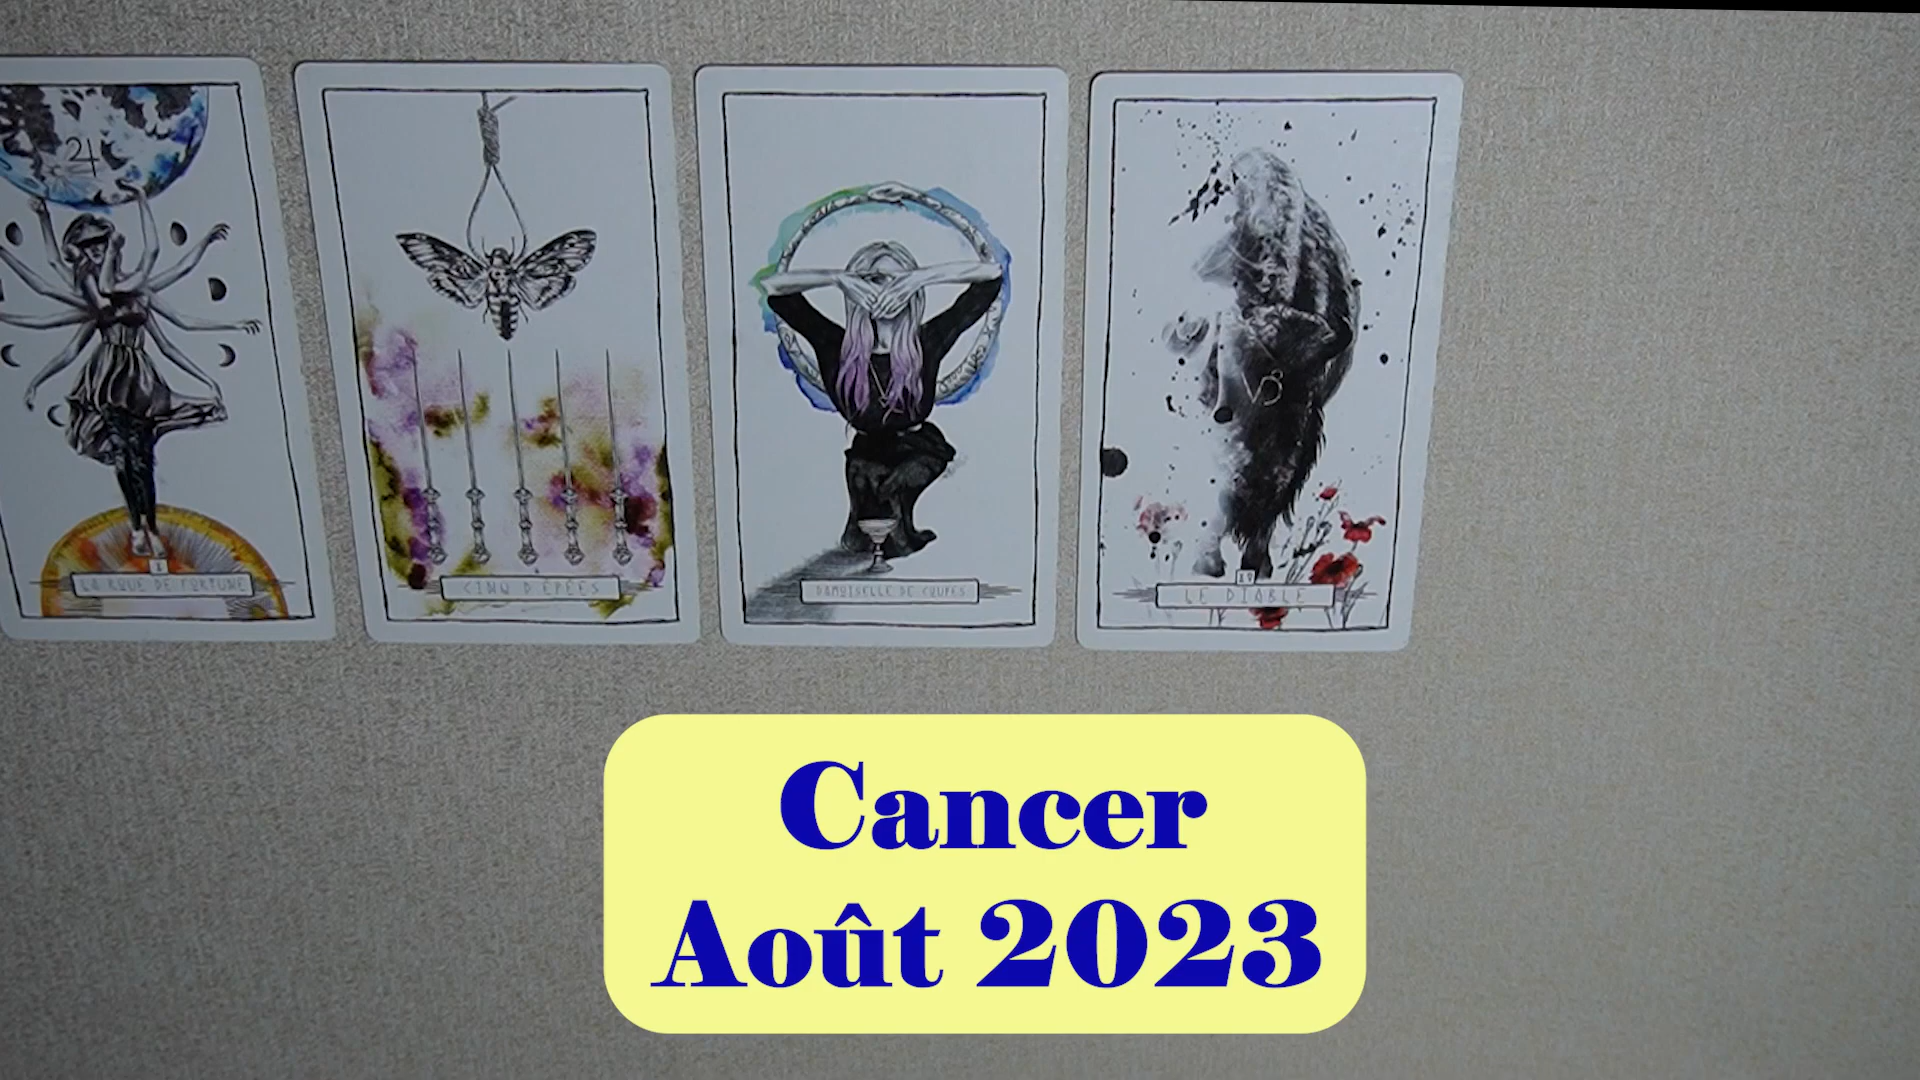 X
LA ROUE DE FORTUNE
CINQ D'ÉPÉES
DAMOISELLE DE COUPES
XV
LE DIABLE
Cancer
Août 2023